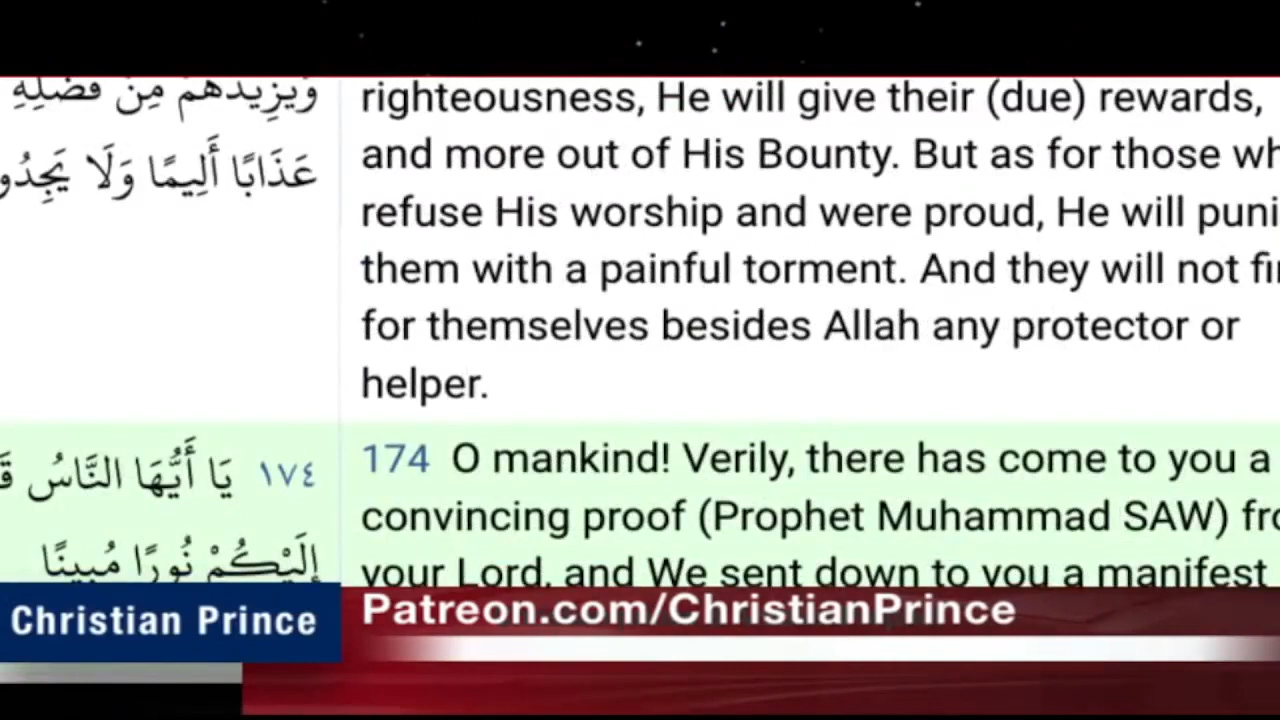 وَيَزِيدُهُمْ مِنْ فَضْلِهِ
عَذَابًا أَلِيمًا وَلَا
righteousness, He will give their (due) rewards,
and more out of His Bounty. But as for those
refuse His worship and were proud, He will
them with a painful torment. And they will not
for themselves besides Allah any protector or
helper.
١٧٤ يَا أَيُّهَا النَّاسُ
إِلَيْكُمْ نُورًا مُبِينًا
174 O mankind! Verily, there has come to you a
convincing proof (Prophet Muhammad SAW)
your Lord, and We sent down to you a manifest
Christian Prince
Patreon.com/ChristianPrince